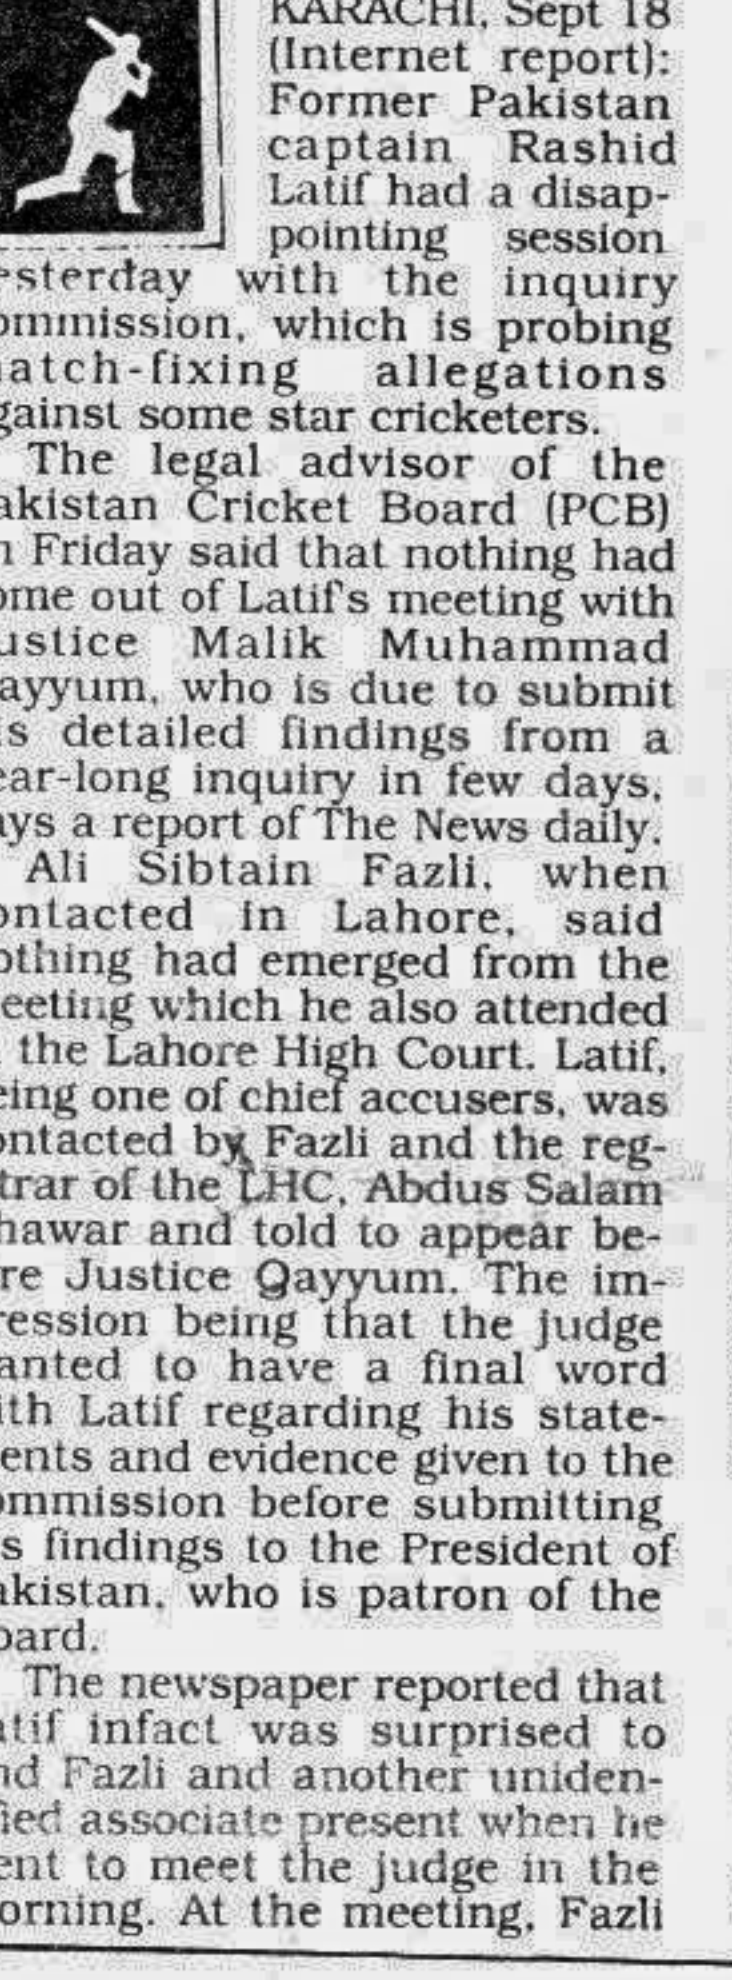 KARACHI, Sept 18
(Internet report):
Former Pakistan
captain Rashid
Latif had a disap-
pointing session
esterday with the inquiry
ommission, which is probing
atch-fixing allegations
gainst some star cricketers.
The legal advisor of the
akistan Cricket Board (PCB)
n Friday said that nothing had
ome out of Latif's meeting with
ustice Malik Muhammad
ayyum, who is due to submit
is detailed findings from a
ear-long inquiry in few days,
ays a report of The News daily.
Ali Sibtain Fazli, when
ontacted in Lahore, said
othing had emerged from the
eeting which he also attended
the Lahore High Court. Latif,
eing one of chief accusers, was
ontacted by Fazli and the reg-
trar of the LHC, Abdus Salam
hawar and told to appear be-
re Justice Qayyum. The im-
ression being that the judge
anted to have a final word
ith Latif regarding his state-
ents and evidence given to the
ommission before submitting
s findings to the President of
akistan, who is patron of the
oard.
The newspaper reported that
atif infact was surprised to
nd Fazli and another uniden-
fied associate present when he
ent to meet the judge in the
orning. At the meeting, Fazli